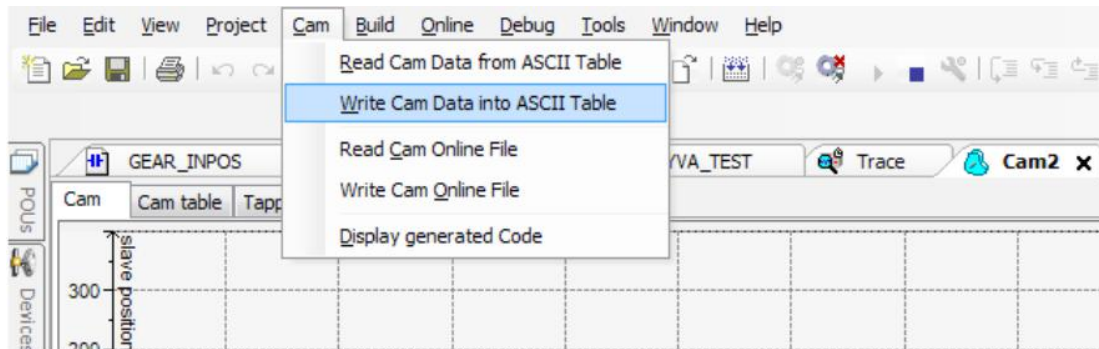 File Edit View Project Cam Build Online Debug Tools Window Help
Read Cam Data from ASCII Table
Write Cam Data into ASCII Table
Read Cam Online File
Write Cam Online File
Display generated Code
GEAR_INPOS
YVA_TEST
Trace
Cam2
POUs
Devices
Cam
Cam table
Tapp
slave position
300
200